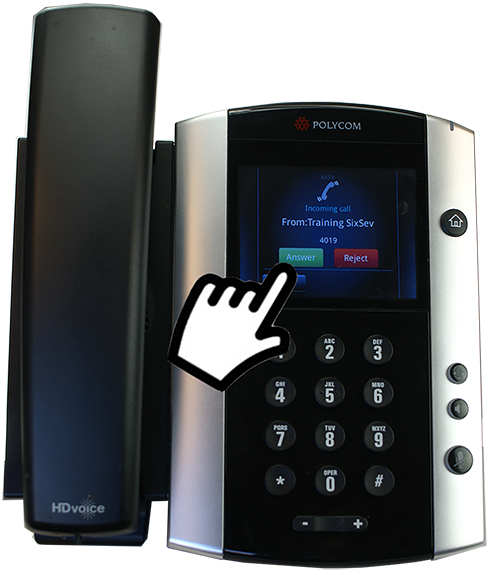 POLYCOM
Incoming call
From:Training SixSev
4019
Answer Reject
1
ABC DEF
2 3
GHI JKL MNO
4 5 6
PQRS TUV WXYZ
7 8 9
OPER
* 0 #
- +
HDvoice